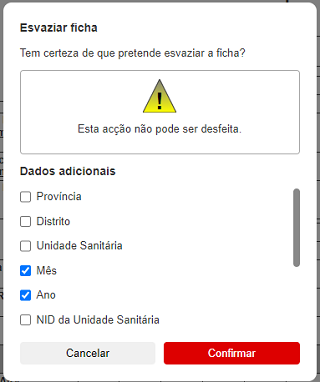 Esvaziar ficha
Tem certeza de que pretende esvaziar a ficha?
Esta acção não pode ser desfeita.
Dados adicionais
Província
Distrito
Unidade Sanitária
Mês
Ano
NID da Unidade Sanitária
Cancelar
Confirmar